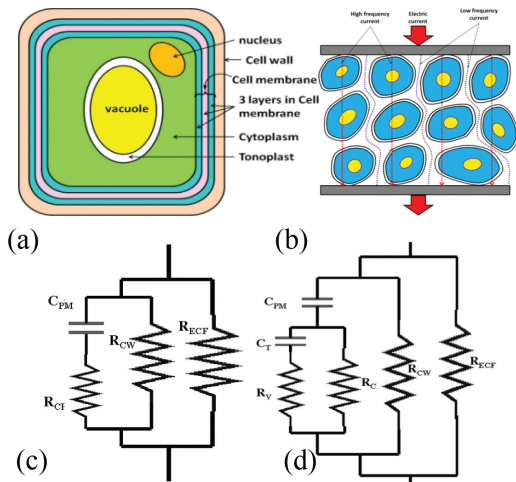 nucleus
Cell wall
Cell membrane
3 layers in Cell
membrane
Cytoplasm
Tonoplast
vacuole
(a)
High frequency
current
Electric
current
Low frequency
current
(b)
C_PM
R_CW
R_ECF
(c)
C_PM
C_T
R_V
R_C
R_CW
R_ECF
(d)